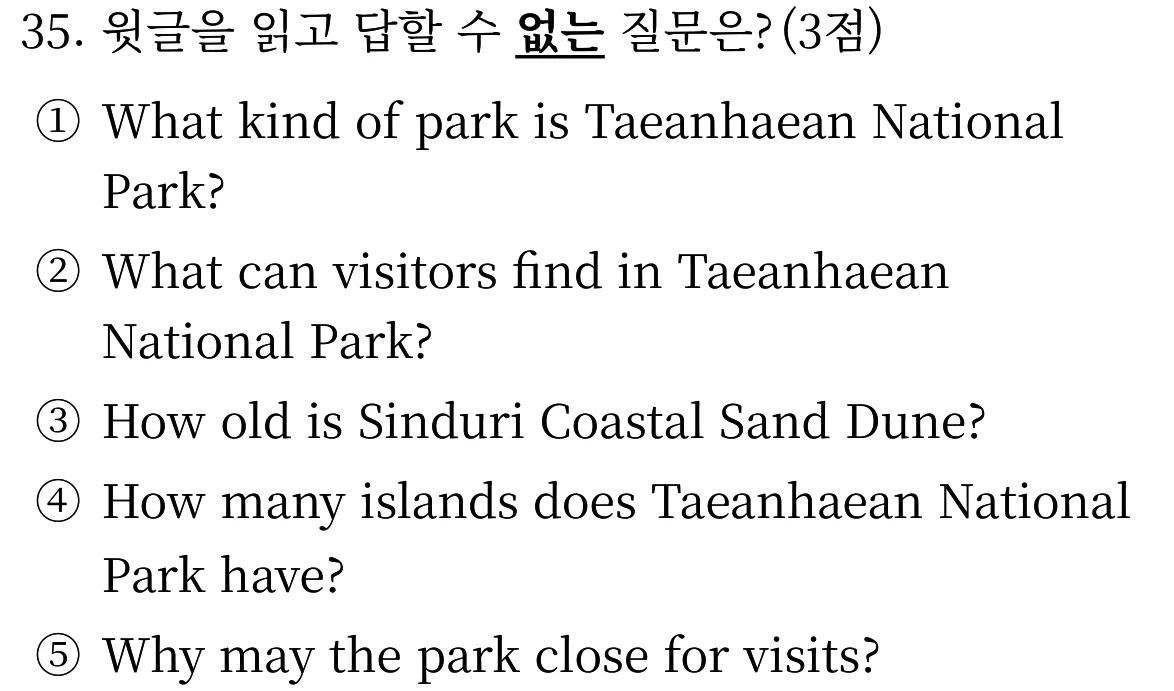 35. 윗글을 읽고 답할 수 없는 질문은?(3점)
① What kind of park is Taeanhaean National
Park?
② What can visitors find in Taeanhaean
National Park?
③ How old is Sinduri Coastal Sand Dune?
④ How many islands does Taeanhaean National
Park have?
⑤ Why may the park close for visits?